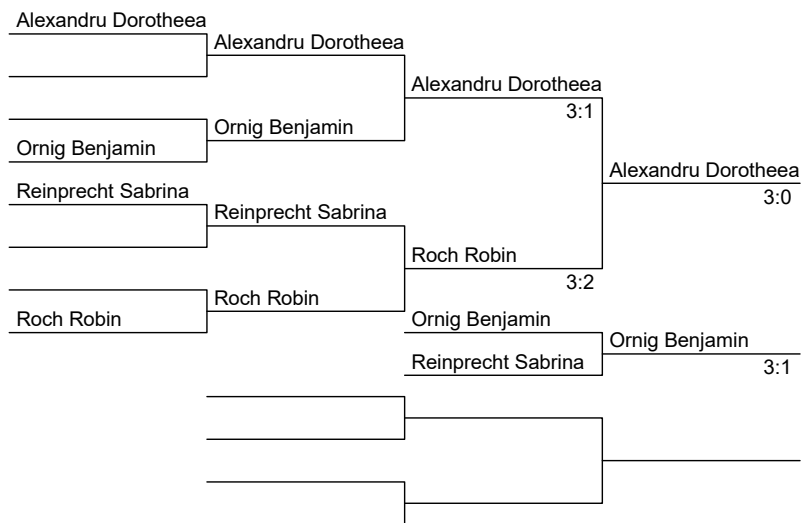 Alexandru Dorotheea
Alexandru Dorotheea
Alexandru Dorotheea
3:1
Ornig Benjamin
Ornig Benjamin
Alexandru Dorotheea
3:0
Reinprecht Sabrina
Reinprecht Sabrina
Roch Robin
3:2
Roch Robin
Roch Robin
Ornig Benjamin
Ornig Benjamin
3:1
Reinprecht Sabrina